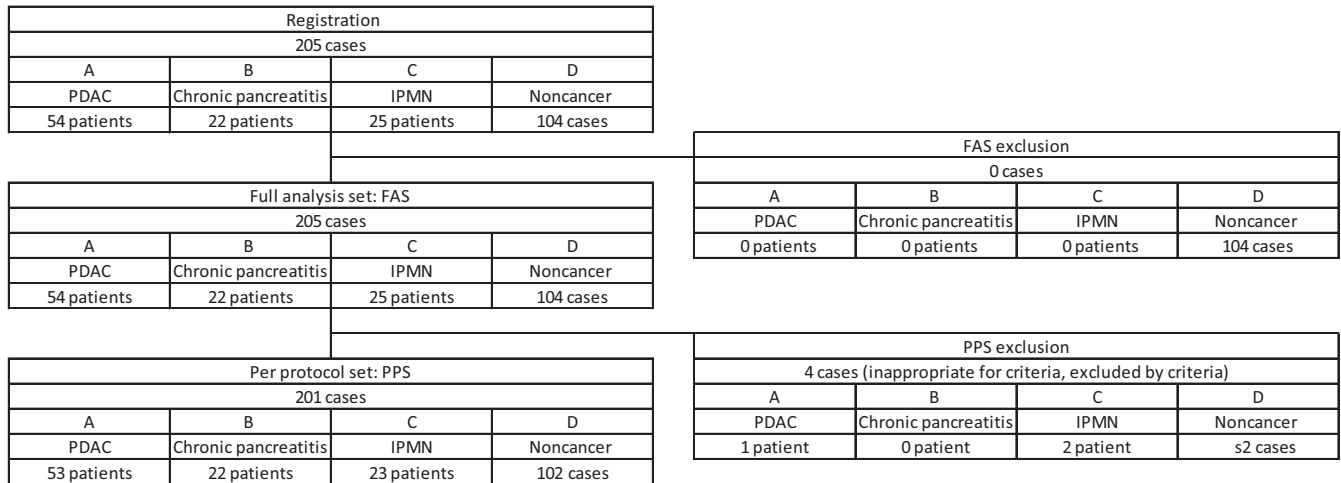 Registration
205 cases
A B C D
PDAC Chronic pancreatitis IPMN Noncancer
54 patients 22 patients 25 patients 104 cases
FAS exclusion
0 cases
A B C D
PDAC Chronic pancreatitis IPMN Noncancer
0 patients 0 patients 0 patients 104 cases
Full analysis set: FAS
205 cases
A B C D
PDAC Chronic pancreatitis IPMN Noncancer
54 patients 22 patients 25 patients 104 cases
PPS exclusion
4 cases (inappropriate for criteria, excluded by criteria)
A B C D
PDAC Chronic pancreatitis IPMN Noncancer
1 patient 0 patient 2 patient s2 cases
Per protocol set: PPS
201 cases
A B C D
PDAC Chronic pancreatitis IPMN Noncancer
53 patients 22 patients 23 patients 102 cases